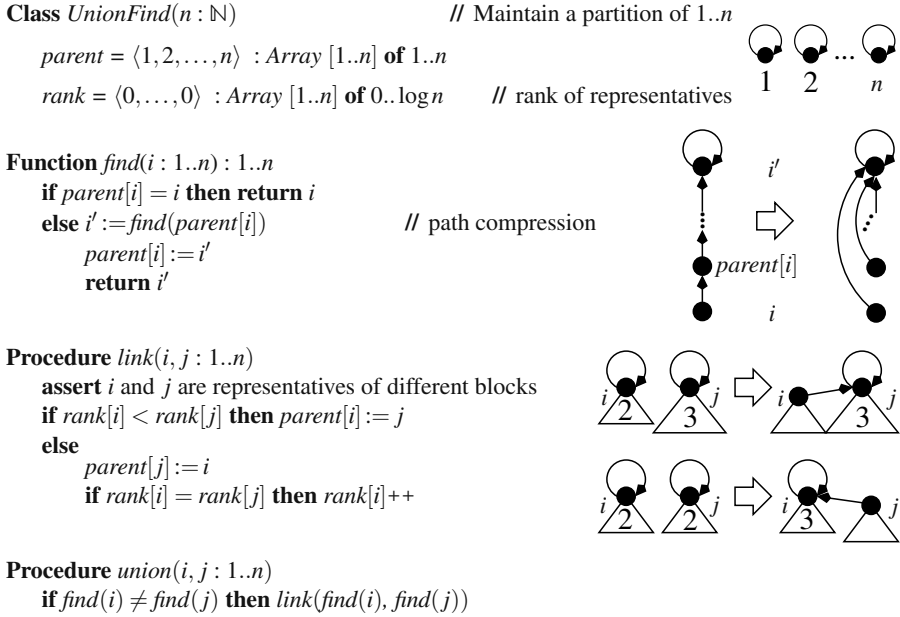 Class UnionFind(n : ℕ) // Maintain a partition of 1..n
parent = ⟨1, 2, . . . , n⟩ : Array [1..n] of 1..n
rank = ⟨0, . . . , 0⟩ : Array [1..n] of 0.. log n // rank of representatives
1 2 ... n
Function find(i : 1..n) : 1..n
if parent[i] = i then return i
else i′ := find(parent[i]) // path compression
parent[i] := i′
return i′
i′
parent[i]
i
Procedure link(i, j : 1..n)
assert i and j are representatives of different blocks
if rank[i] < rank[j] then parent[i] := j
else
parent[j] := i
if rank[i] = rank[j] then rank[i]++
i 2 3 j i 3 j
i 2 2 j i 3 j
Procedure union(i, j : 1..n)
if find(i) ≠ find(j) then link(find(i), find(j))